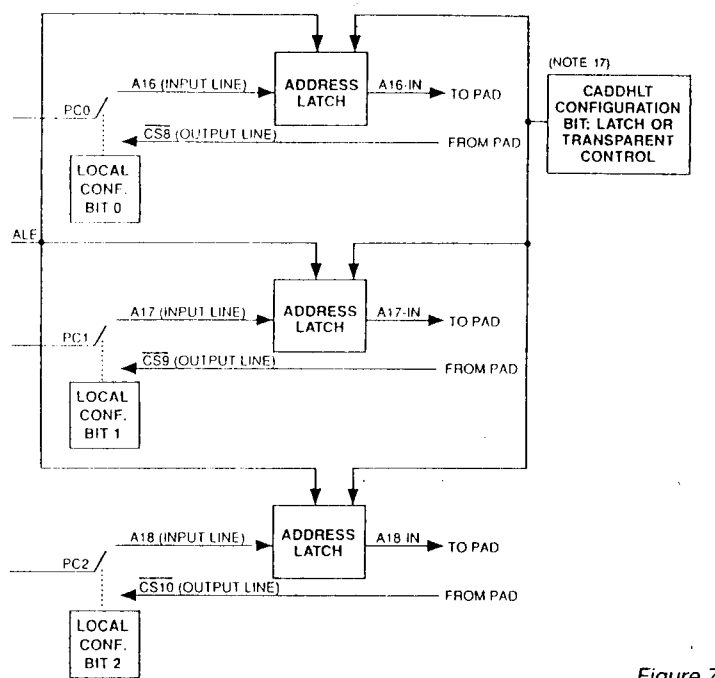 A16 (INPUT LINE)
ADDRESS
LATCH
A16-IN
TO PAD
PC0
CS8 (OUTPUT LINE)
FROM PAD
LOCAL
CONF.
BIT 0
(NOTE 17)
CADDHLT
CONFIGURATION
BIT; LATCH OR
TRANSPARENT
CONTROL
ALE
A17 (INPUT LINE)
ADDRESS
LATCH
A17-IN
TO PAD
PC1
CS9 (OUTPUT LINE)
FROM PAD
LOCAL
CONF.
BIT 1
A18 (INPUT LINE)
ADDRESS
LATCH
A18 IN
TO PAD
PC2
CS10 (OUTPUT LINE)
FROM PAD
LOCAL
CONF.
BIT 2
Figure 7